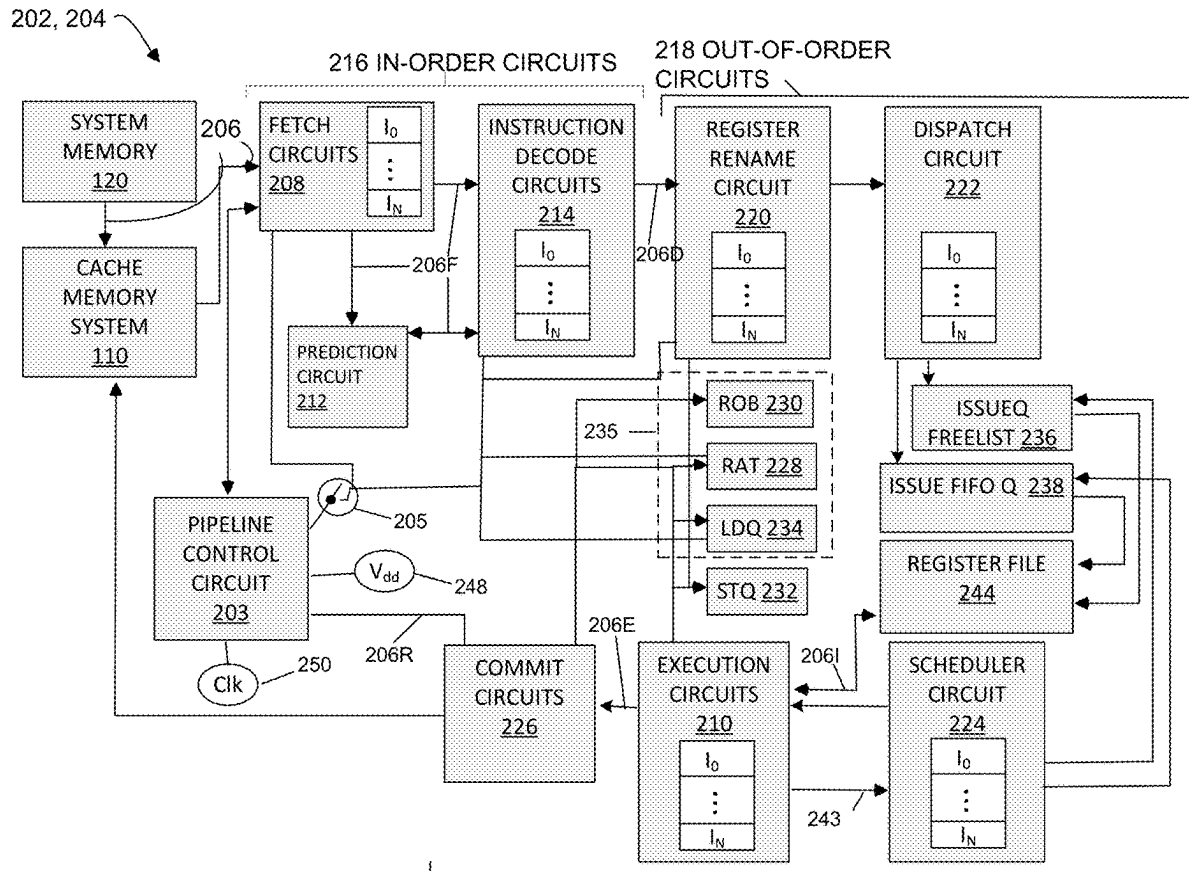 202, 204
216 IN-ORDER CIRCUITS
218 OUT-OF-ORDER
CIRCUITS
SYSTEM
MEMORY
120
206
FETCH
CIRCUITS
208
I0
⋮
IN
INSTRUCTION
DECODE
CIRCUITS
214
I0
⋮
IN
REGISTER
RENAME
CIRCUIT
220
I0
⋮
IN
DISPATCH
CIRCUIT
222
I0
⋮
IN
206F
206D
CACHE
MEMORY
SYSTEM
110
PREDICTION
CIRCUIT
212
235
ROB 230
RAT 228
LDQ 234
STQ 232
ISSUEQ
FREELIST 236
ISSUE FIFO Q 238
REGISTER FILE
244
205
PIPELINE
CONTROL
CIRCUIT
203
Vdd
248
206R
Clk
250
COMMIT
CIRCUITS
226
206E
EXECUTION
CIRCUITS
210
I0
⋮
IN
206I
243
SCHEDULER
CIRCUIT
224
I0
⋮
IN